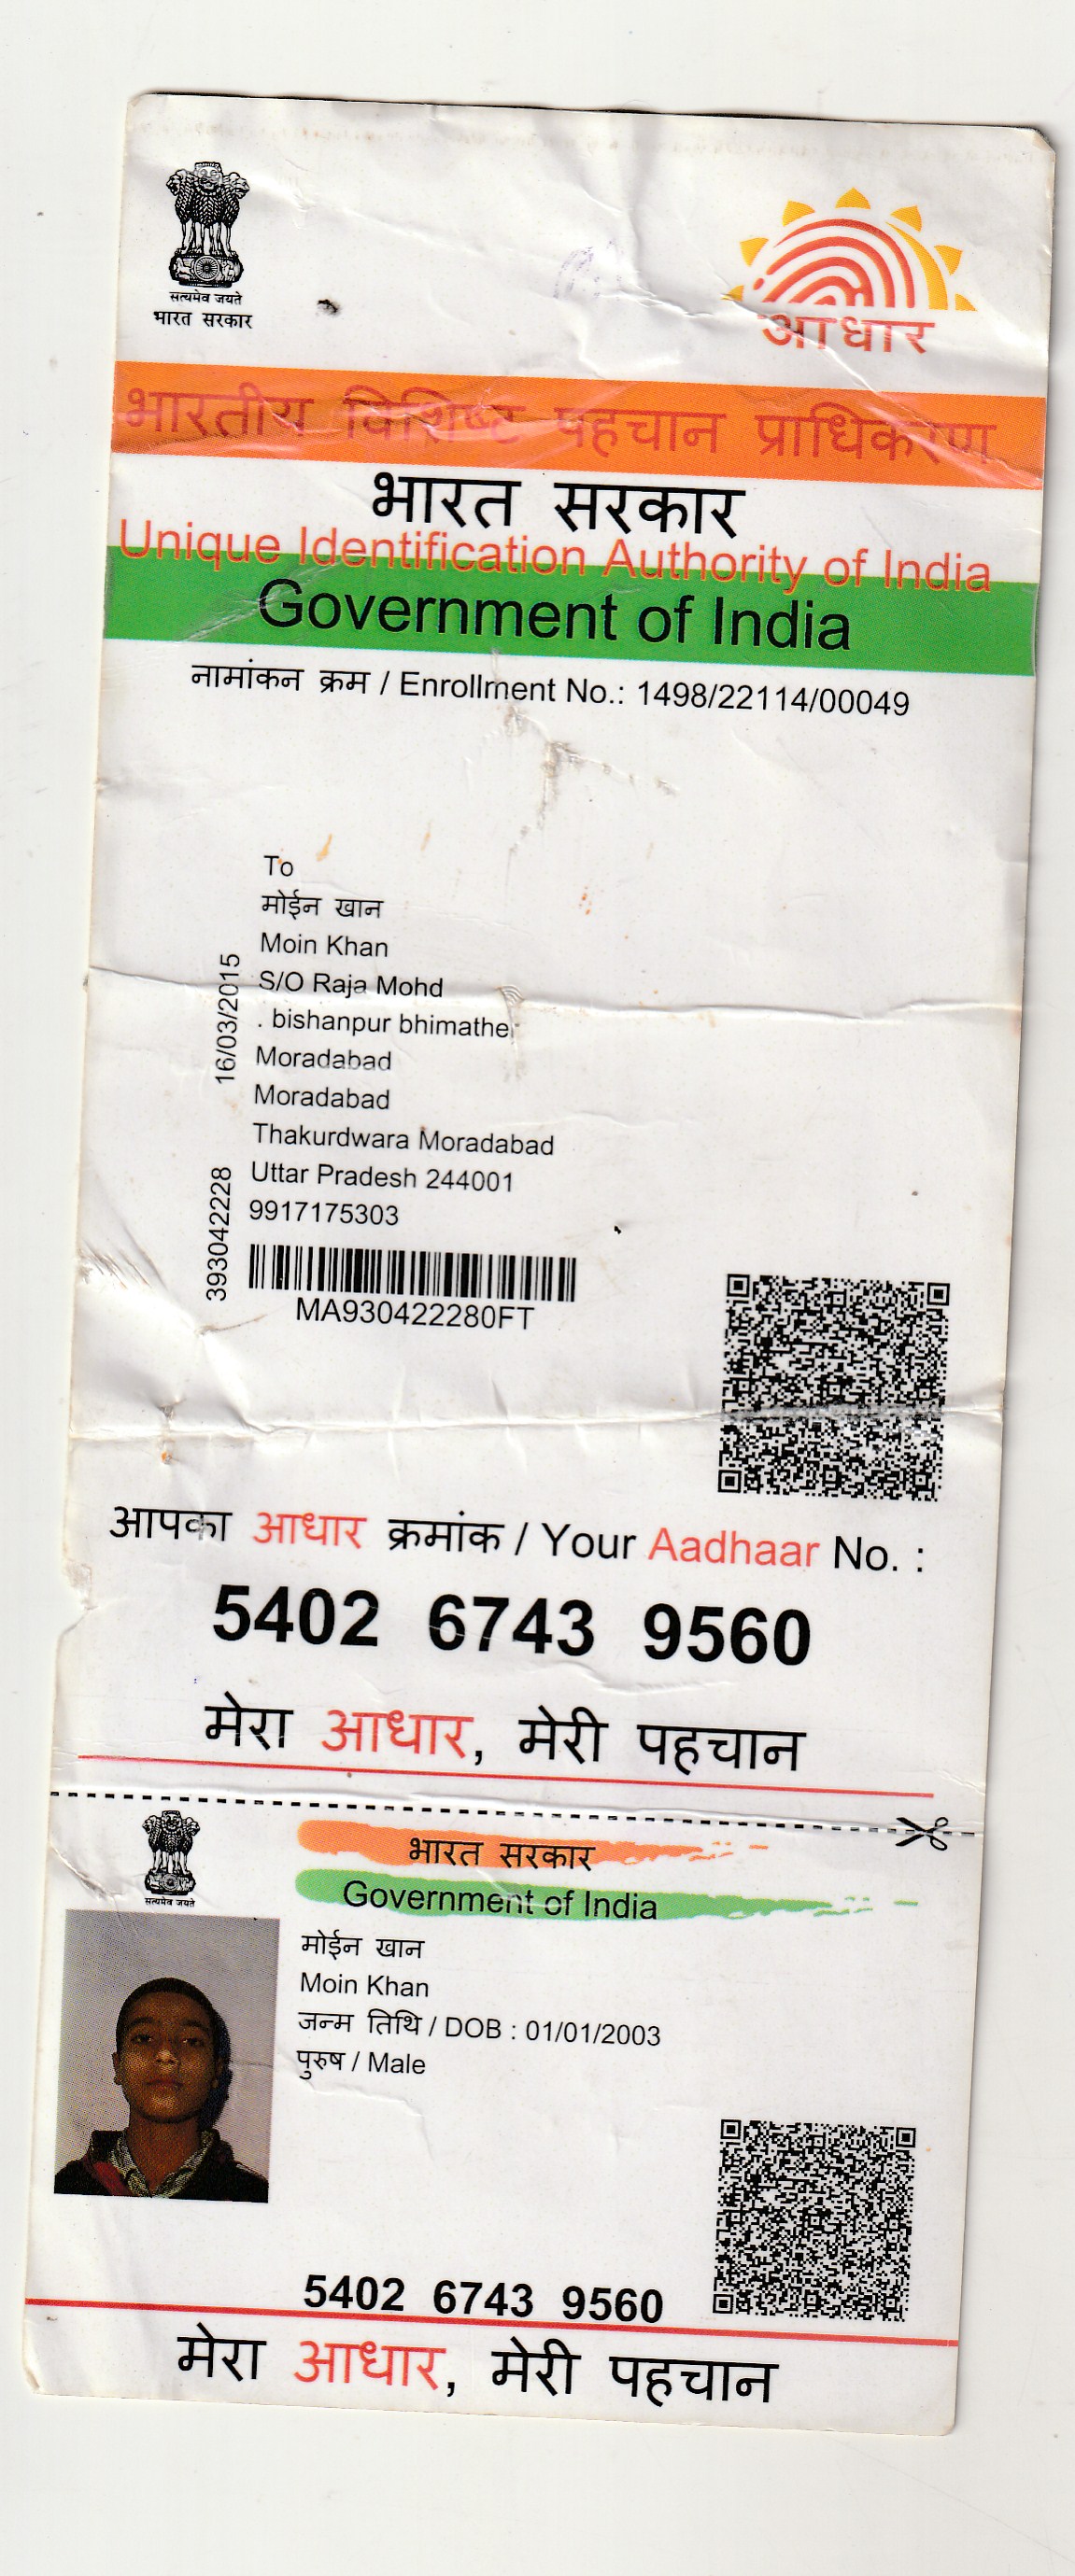 सत्यमेव जयते
भारत सरकार
आधार
भारतीय विशिष्ट पहचान प्राधिकरण
भारत सरकार
Unique Identification Authority of India
Government of India
नामांकन क्रम / Enrollment No.: 1498/22114/00049
To
मोईन खान
Moin Khan
S/O Raja Mohd
. bishanpur bhimather
Moradabad
Moradabad
Thakurdwara Moradabad
Uttar Pradesh 244001
9917175303
16/03/2015
393042228
MA930422280FT
आपका आधार क्रमांक / Your Aadhaar No. :
5402 6743 9560
मेरा आधार, मेरी पहचान
सत्यमेव जयते
भारत सरकार
Government of India
मोईन खान
Moin Khan
जन्म तिथि / DOB : 01/01/2003
पुरुष / Male
5402 6743 9560
मेरा आधार, मेरी पहचान